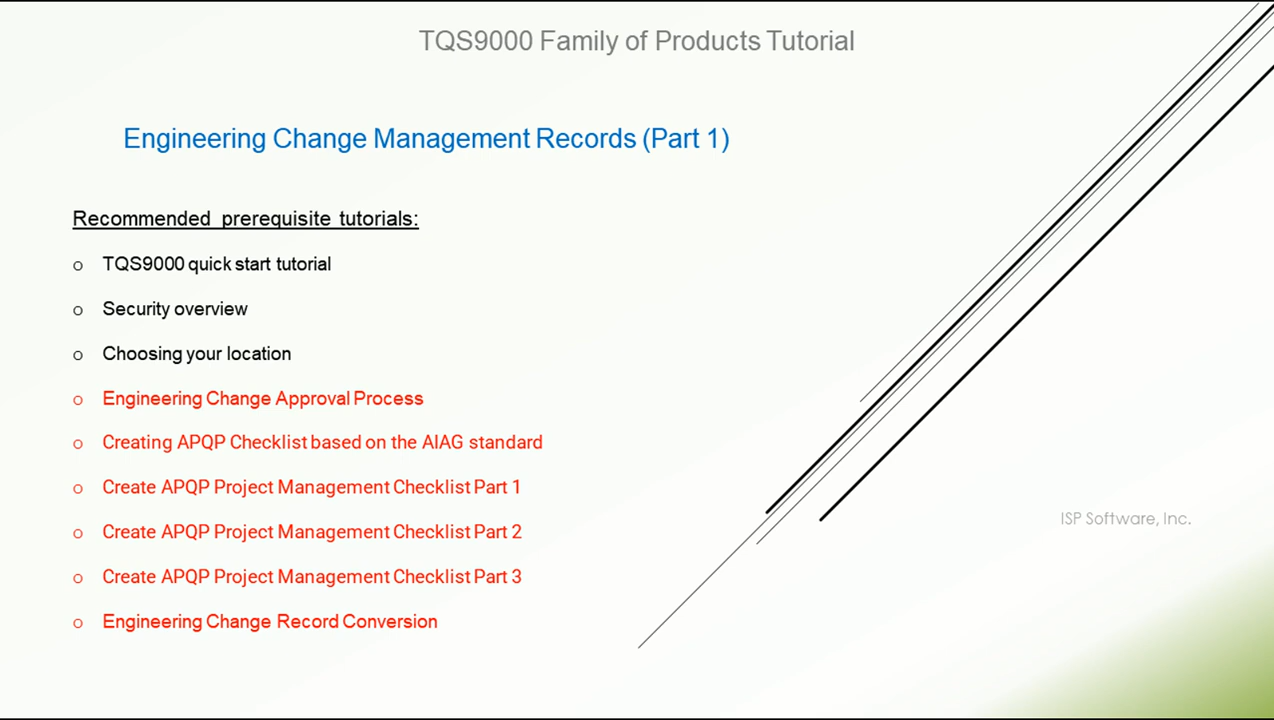 TQS9000 Family of Products Tutorial
Engineering Change Management Records (Part 1)
Recommended prerequisite tutorials:
o TQS9000 quick start tutorial
o Security overview
o Choosing your location
o Engineering Change Approval Process
o Creating APQP Checklist based on the AIAG standard
o Create APQP Project Management Checklist Part 1
o Create APQP Project Management Checklist Part 2
o Create APQP Project Management Checklist Part 3
o Engineering Change Record Conversion
ISP Software, Inc.